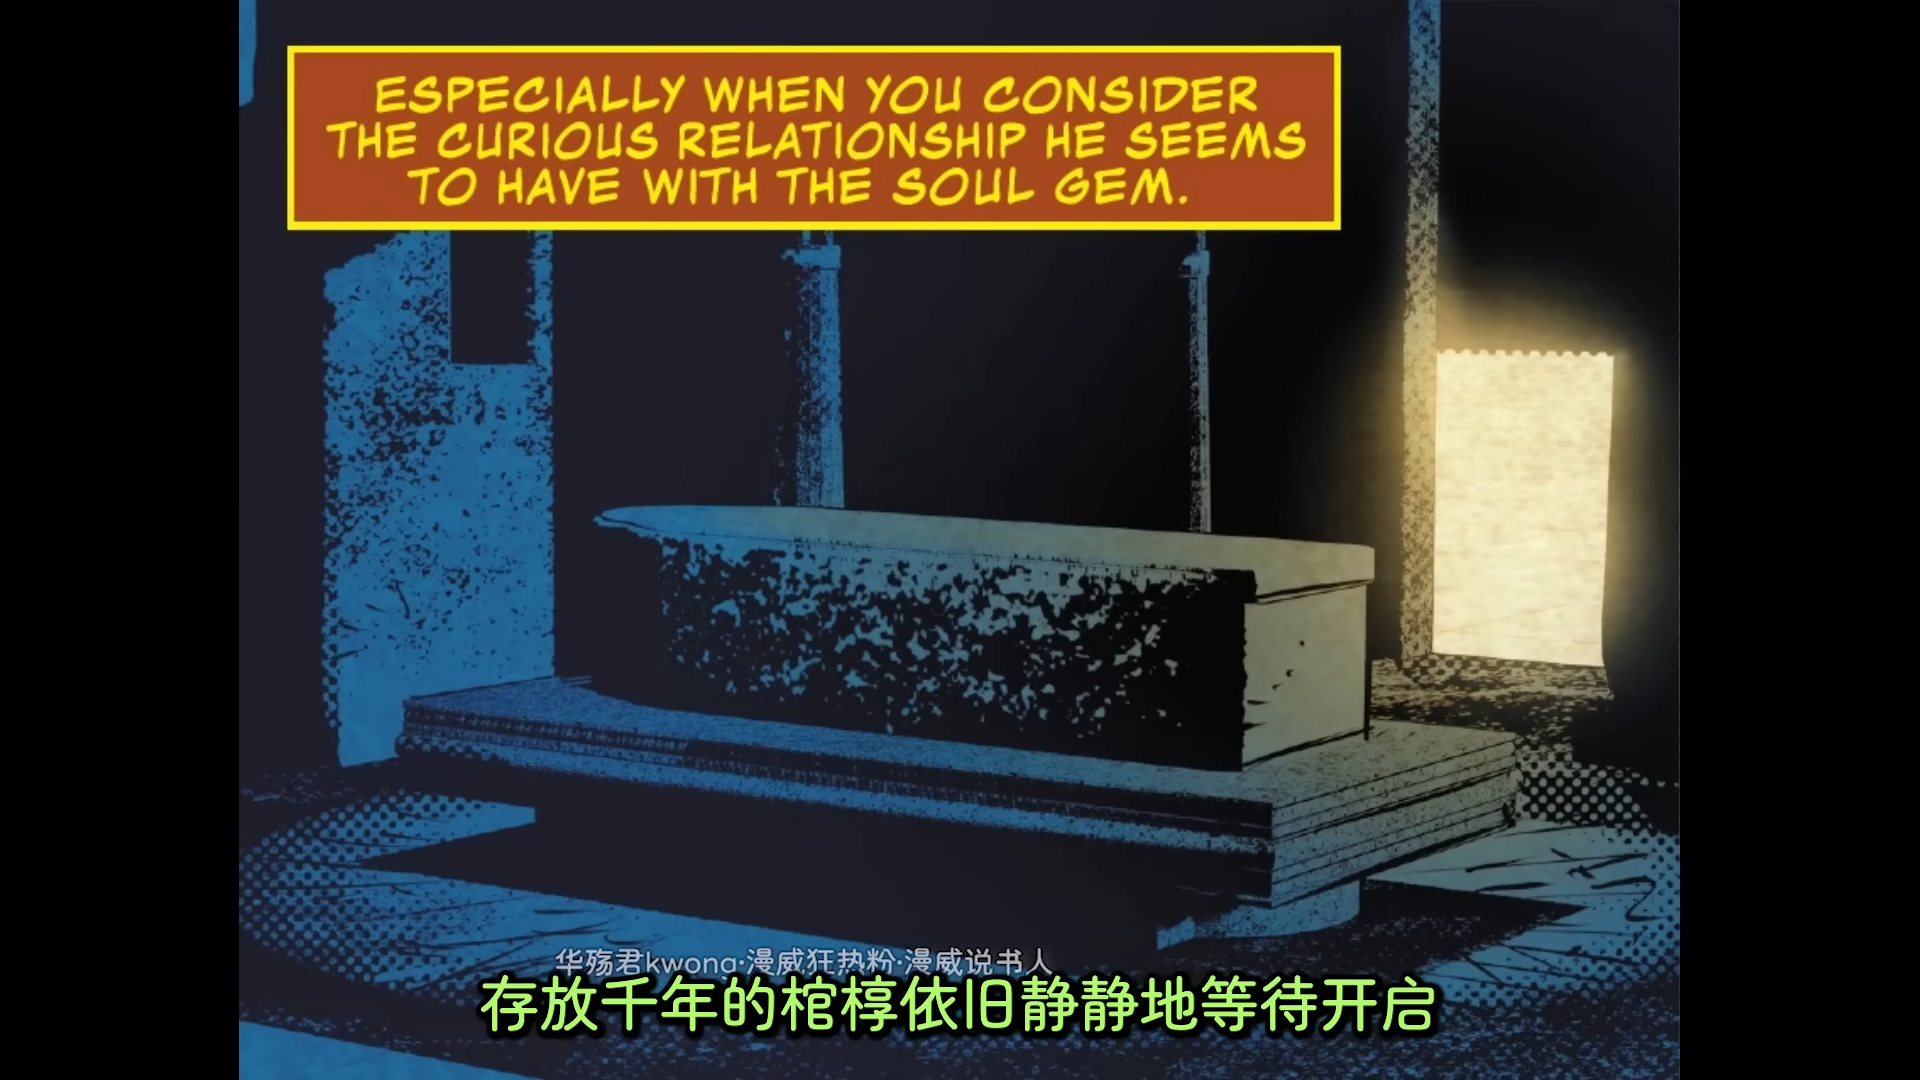 ESPECIALLY WHEN YOU CONSIDER
THE CURIOUS RELATIONSHIP HE SEEMS
TO HAVE WITH THE SOUL GEM.
华殇君kwong·漫威狂热粉·漫威说书人
存放千年的棺椁依旧静静地等待开启